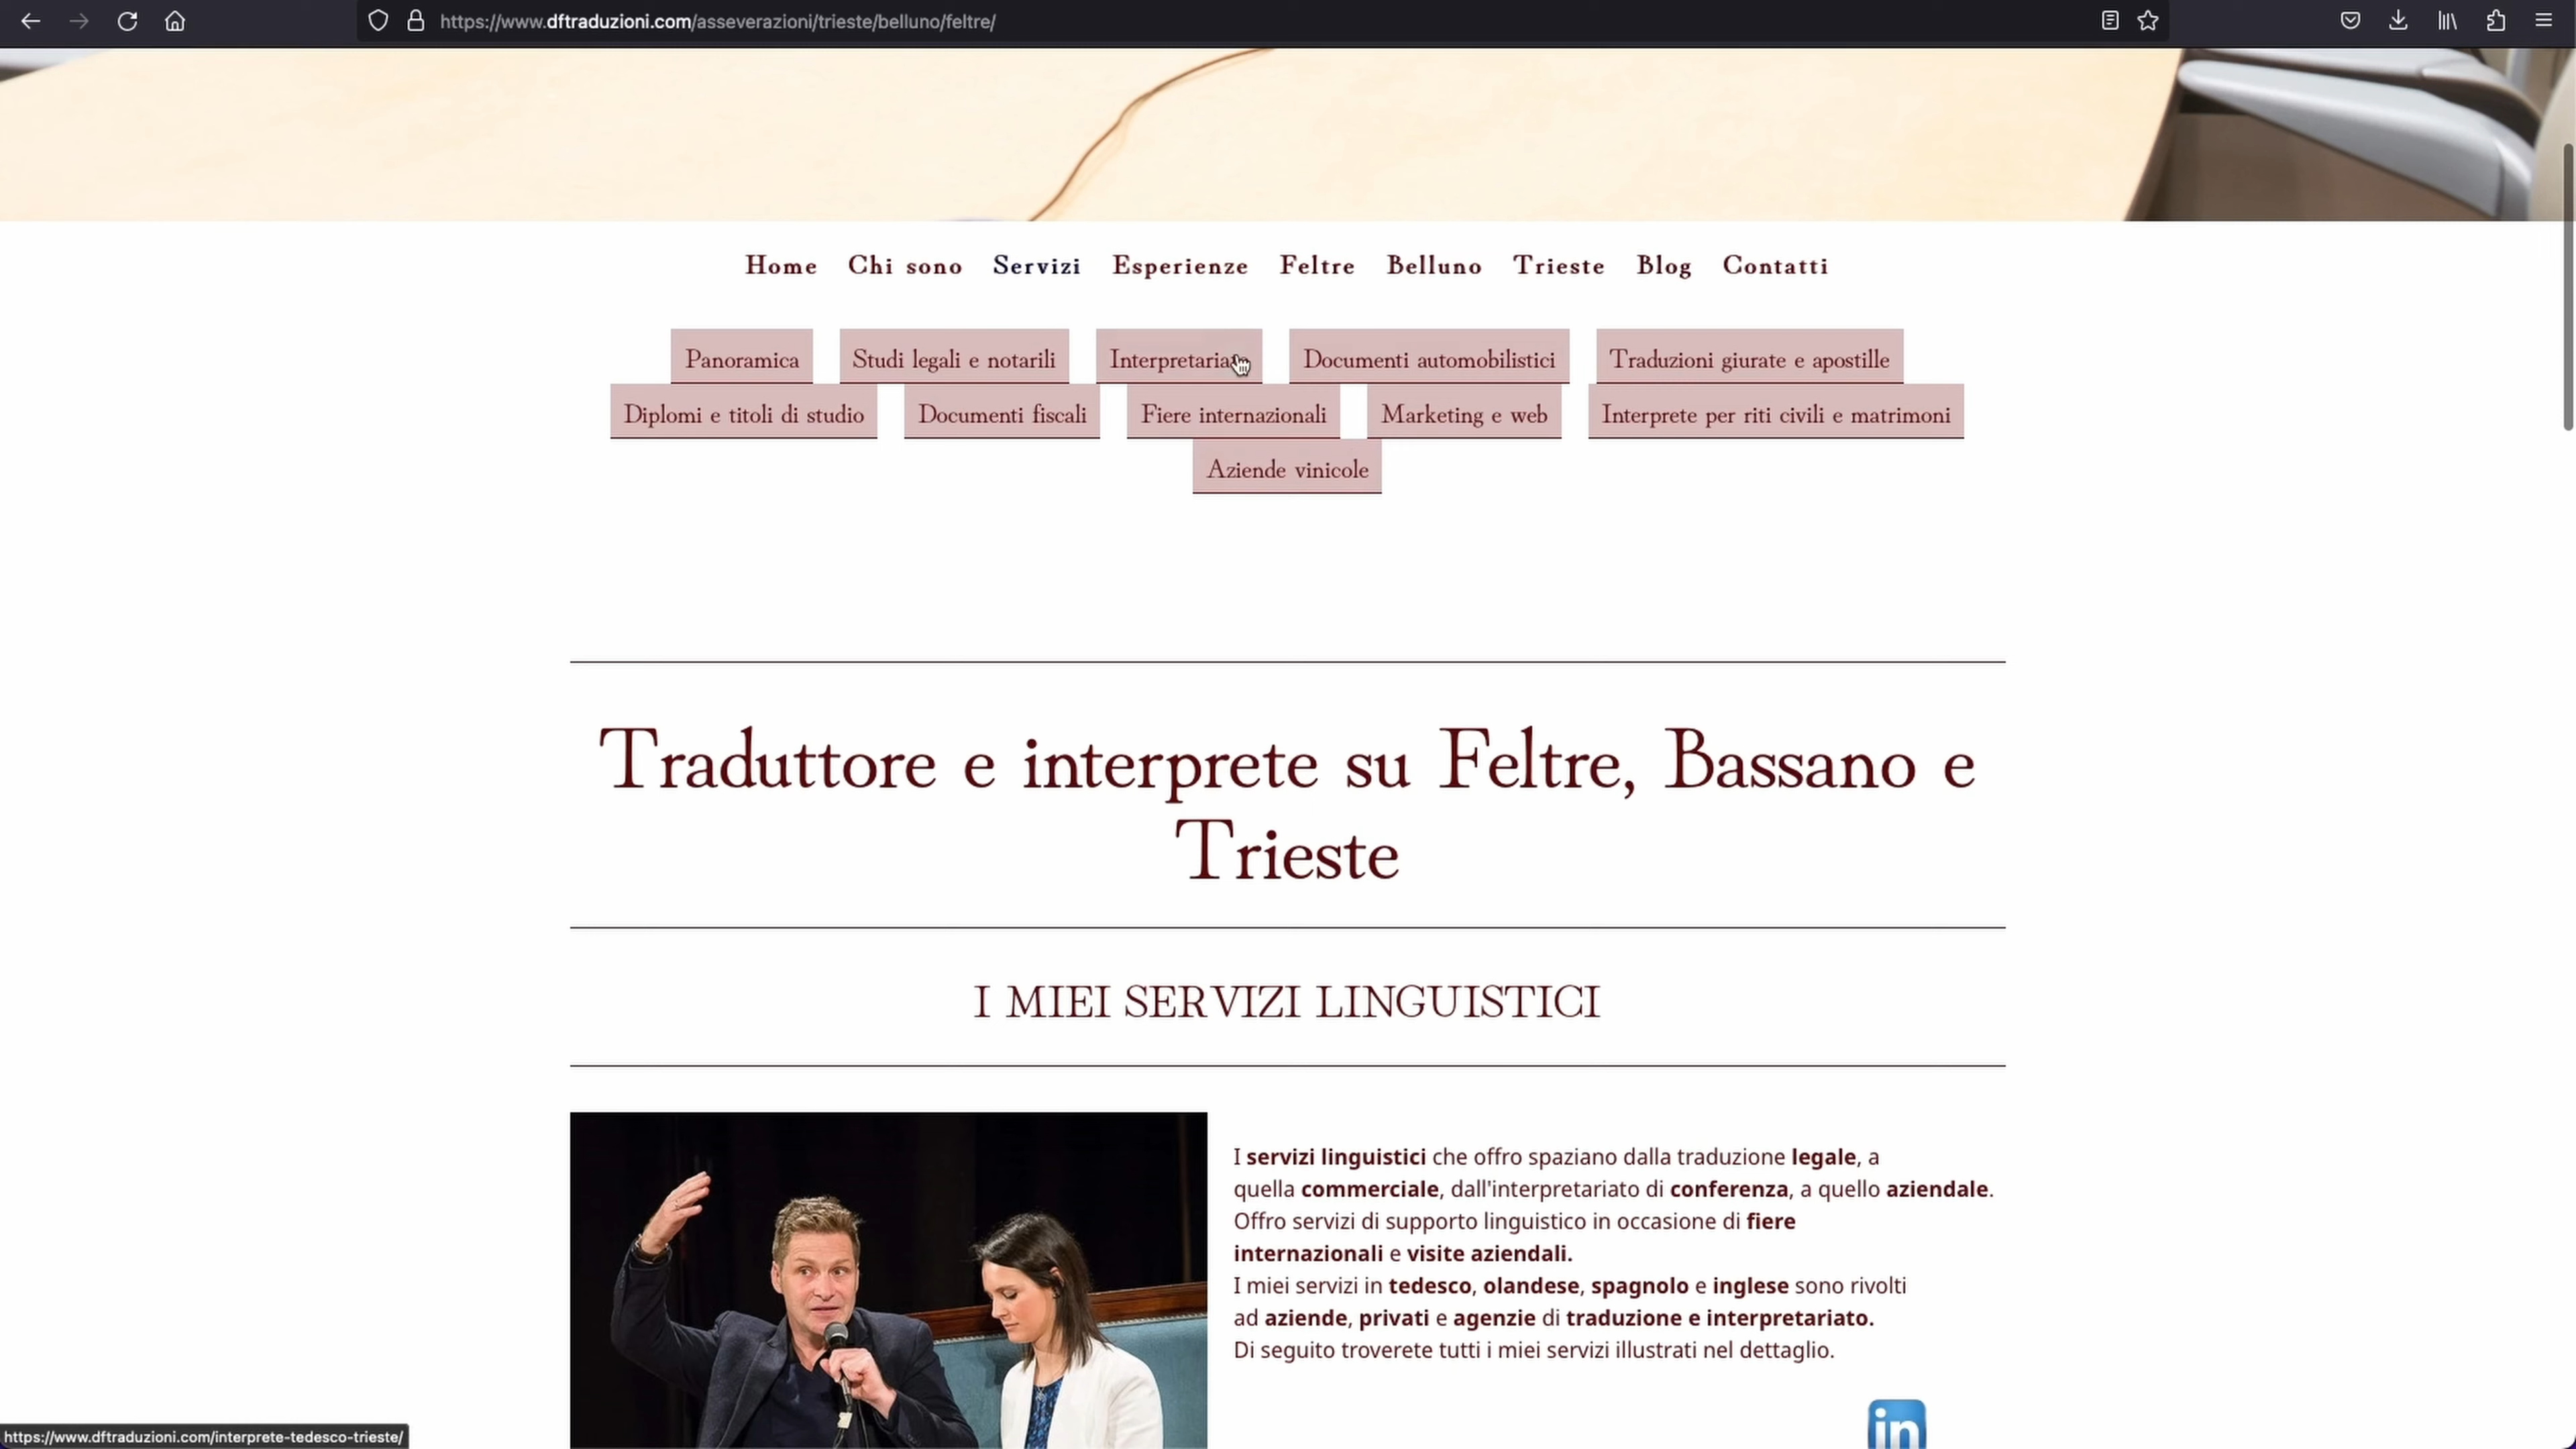 https://www.dftraduzioni.com/asseverazioni/trieste/belluno/feltre/
Home Chi sono Servizi Esperienze Feltre Belluno Trieste Blog Contatti
Panoramica Studi legali e notarili Interpretaria Documenti automobilistici Traduzioni giurate e apostille
Diplomi e titoli di studio Documenti fiscali Fiere internazionali Marketing e web Interprete per riti civili e matrimoni
Aziende vinicole
Traduttore e interprete su Feltre, Bassano e
Trieste
I MIEI SERVIZI LINGUISTICI
I servizi linguistici che offro spaziano dalla traduzione legale, a
quella commerciale, dall'interpretariato di conferenza, a quello aziendale.
Offro servizi di supporto linguistico in occasione di fiere
internazionali e visite aziendali.
I miei servizi in tedesco, olandese, spagnolo e inglese sono rivolti
ad aziende, privati e agenzie di traduzione e interpretariato.
Di seguito troverete tutti i miei servizi illustrati nel dettaglio.
in
https://www.dftraduzioni.com/interprete-tedesco-trieste/